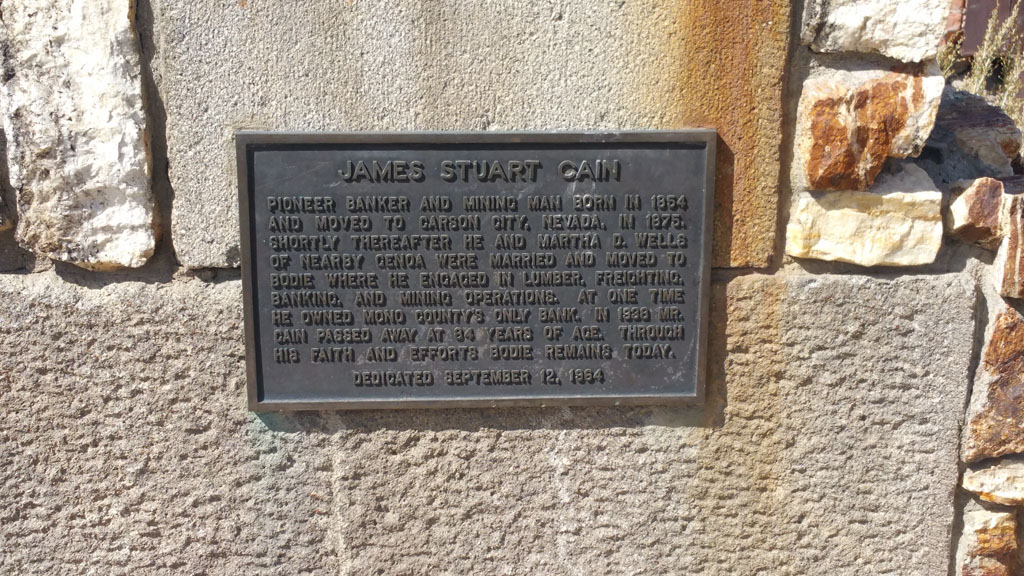 JAMES STUART CAIN
PIONEER BANKER AND MINING MAN BORN IN 1854
AND MOVED TO CARSON CITY, NEVADA, IN 1875.
SHORTLY THEREAFTER HE AND MARTHA D. WELLS
OF NEARBY GENOA WERE MARRIED AND MOVED TO
BODIE WHERE HE ENGAGED IN LUMBER, FREIGHTING,
BANKING, AND MINING OPERATIONS. AT ONE TIME
HE OWNED MONO COUNTY'S ONLY BANK. IN 1938 MR.
CAIN PASSED AWAY AT 84 YEARS OF AGE. THROUGH
HIS FAITH AND EFFORTS BODIE REMAINS TODAY.
DEDICATED SEPTEMBER 12, 1964